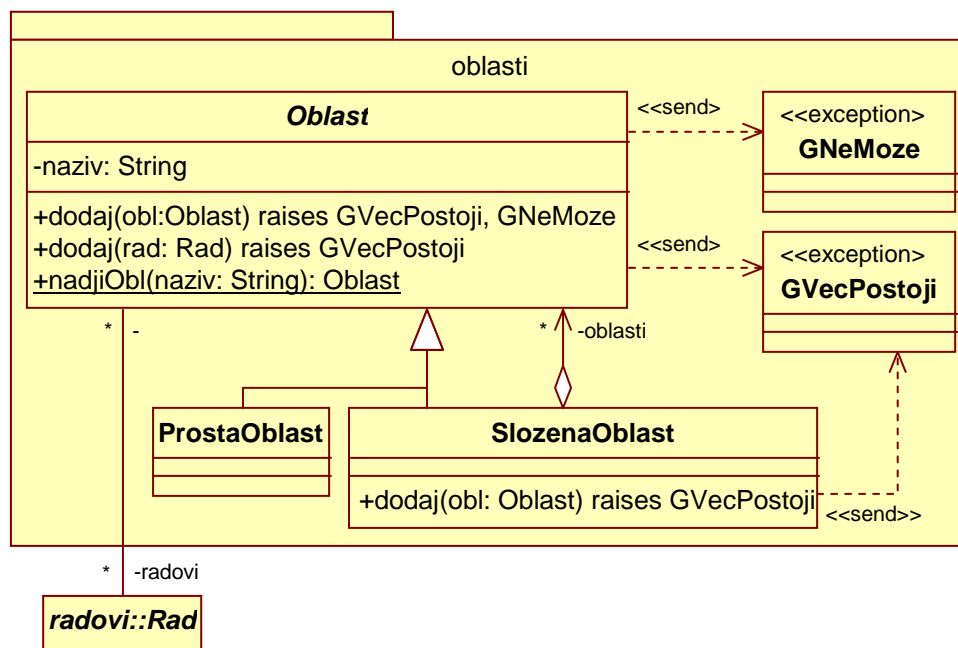 oblasti
Oblast
-naziv: String
+dodaj(obl:Oblast) raises GVecPostoji, GNeMoze
+dodaj(rad: Rad) raises GVecPostoji
+nadjiObl(naziv: String): Oblast
<<send>
<<exception>
GNeMoze
<<send>
<<exception>
GVecPostoji
* -
* -oblasti
ProstaOblast
SlozenaOblast
+dodaj(obl: Oblast) raises GVecPostoji
<<send>>
* -radovi
radovi::Rad